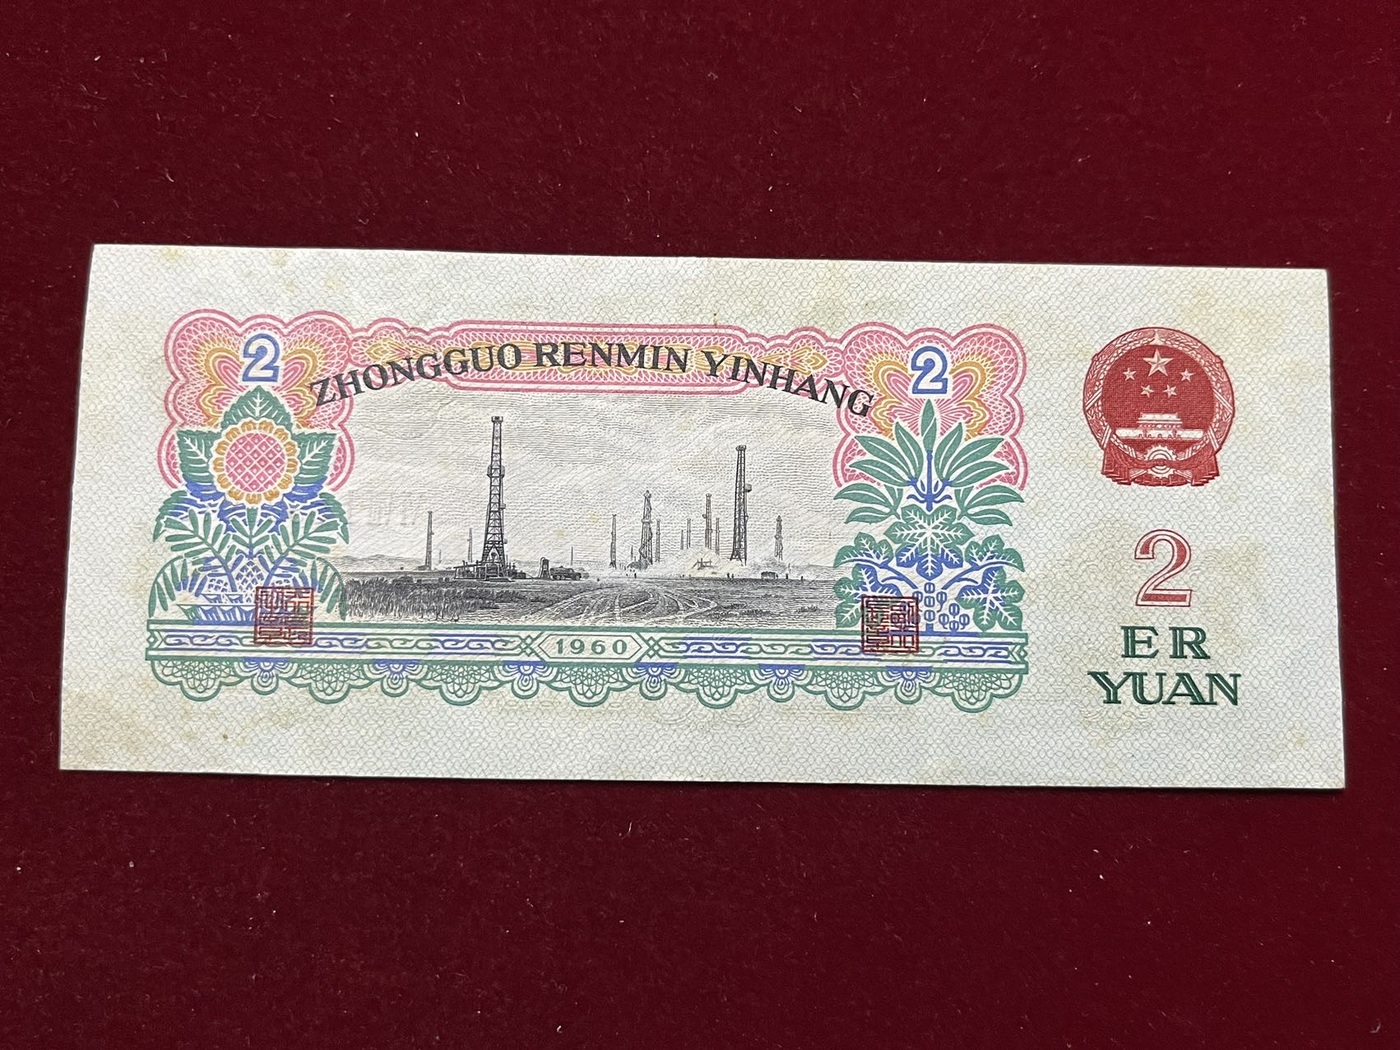 2
2
ZHONGGUO RENMIN YINHANG
1960
2
ER
YUAN